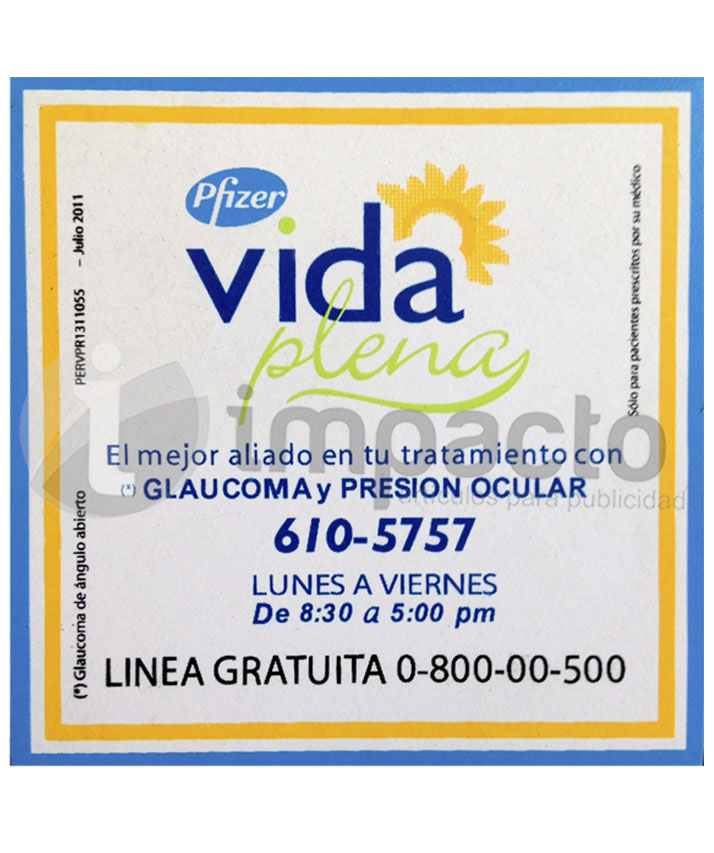 Pfizer
vida
plena
El mejor aliado en tu tratamiento con
(*) GLAUCOMA y PRESION OCULAR
610-5757
LUNES A VIERNES
De 8:30 a 5:00 pm
LINEA GRATUITA 0-800-00-500
(*) Glaucoma de ángulo abierto
PERVPR1311055 – Julio 2011
Sólo para pacientes prescritos por su médico
impacto
artículos para publicidad